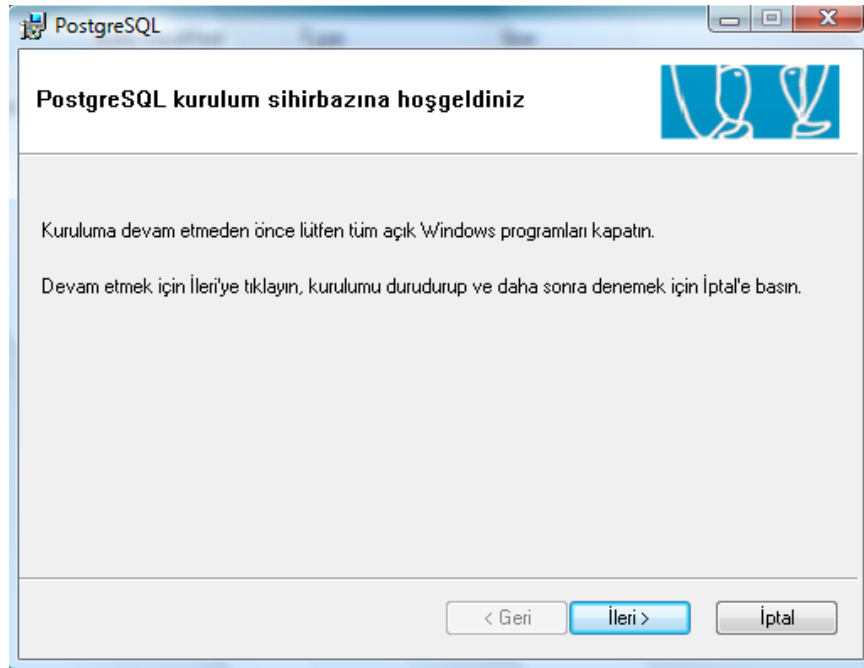 PostgreSQL
PostgreSQL kurulum sihirbazına hoşgeldiniz
Kuruluma devam etmeden önce lütfen tüm açık Windows programları kapatın.
Devam etmek için İleri'ye tıklayın, kurulumu durudurup ve daha sonra denemek için İptal'e basın.
< Geri
İleri >
İptal